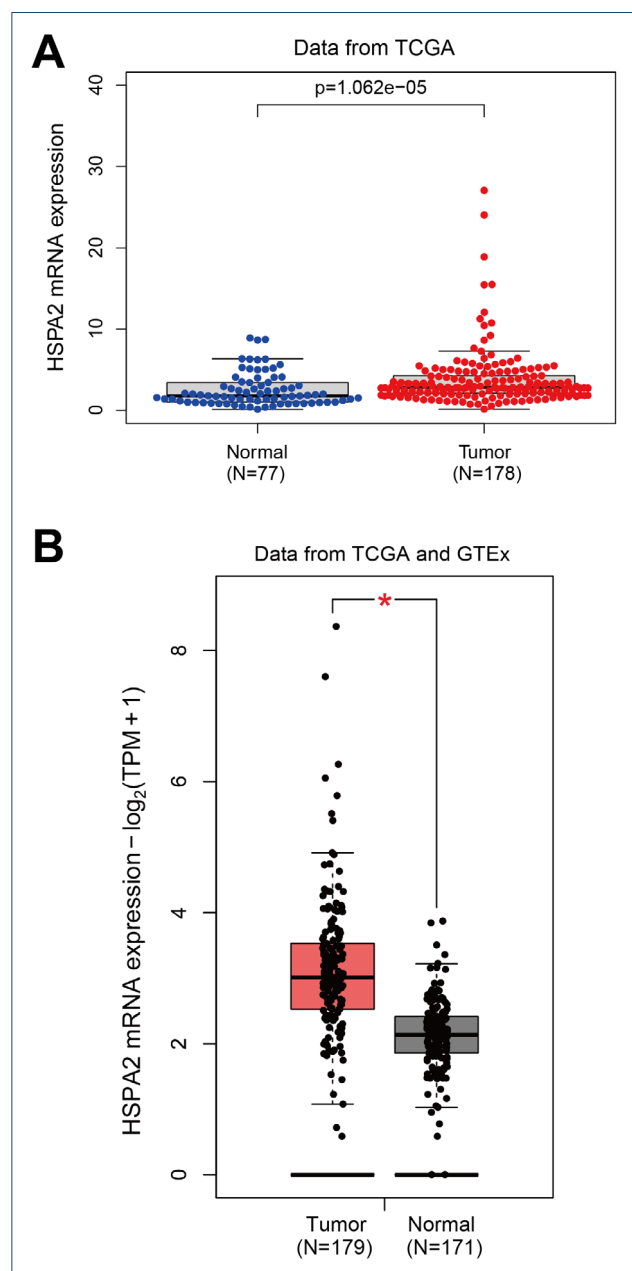 A
Data from TCGA
p=1.062e−05
HSPA2 mRNA expression
40
30
20
10
0
Normal
(N=77)
Tumor
(N=178)
B
Data from TCGA and GTEx
*
HSPA2 mRNA expression – log₂(TPM + 1)
8
6
4
2
0
Tumor
(N=179)
Normal
(N=171)